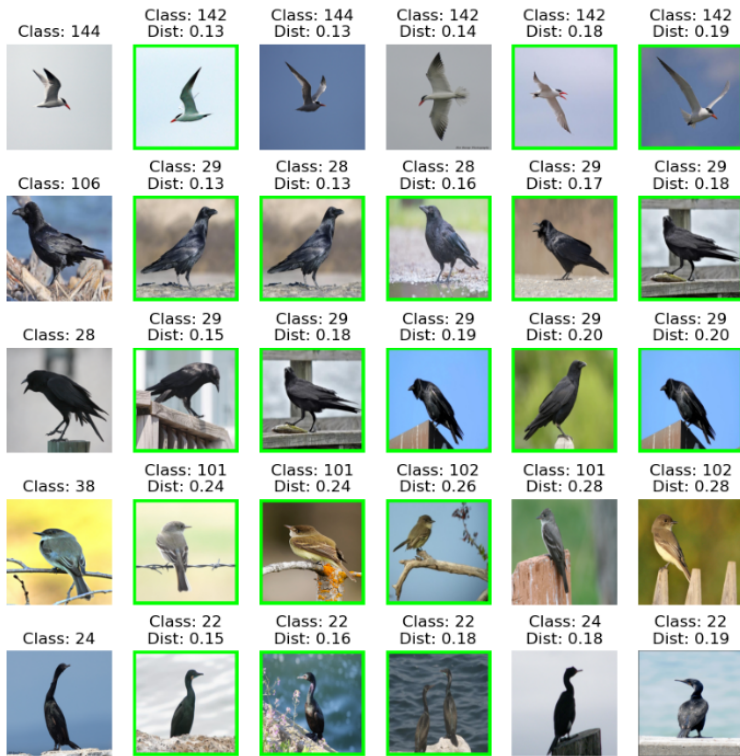 Class: 144
Class: 142
Dist: 0.13
Class: 144
Dist: 0.13
Class: 142
Dist: 0.14
Class: 142
Dist: 0.18
Class: 142
Dist: 0.19
Class: 106
Class: 29
Dist: 0.13
Class: 28
Dist: 0.13
Class: 28
Dist: 0.16
Class: 29
Dist: 0.17
Class: 29
Dist: 0.18
Class: 28
Class: 29
Dist: 0.15
Class: 29
Dist: 0.18
Class: 29
Dist: 0.19
Class: 29
Dist: 0.20
Class: 29
Dist: 0.20
Class: 38
Class: 101
Dist: 0.24
Class: 101
Dist: 0.24
Class: 102
Dist: 0.26
Class: 101
Dist: 0.28
Class: 102
Dist: 0.28
Class: 24
Class: 22
Dist: 0.15
Class: 22
Dist: 0.16
Class: 22
Dist: 0.18
Class: 24
Dist: 0.18
Class: 22
Dist: 0.19